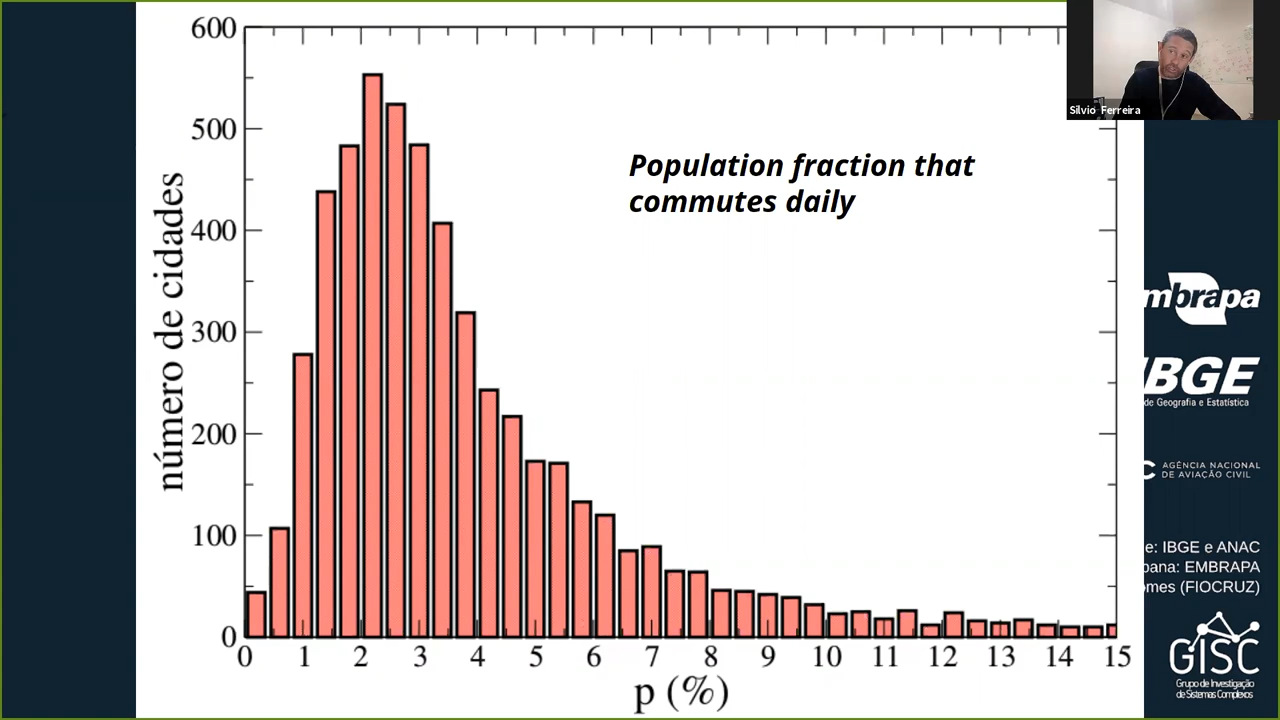 600
500
400
300
200
100
0
número de cidades
0 1 2 3 4 5 6 7 8 9 10 11 12 13 14 15
p (%)
Population fraction that
commutes daily
Silvio Ferreira
mbrapa
IBGE
de Geografia e Estatística
C AGÊNCIA NACIONAL
DE AVIAÇÃO CIVIL
e: IBGE e ANAC
bana: EMBRAPA
omes (FIOCRUZ)
GISC
Grupo de Investigação
de Sistemas Complexos